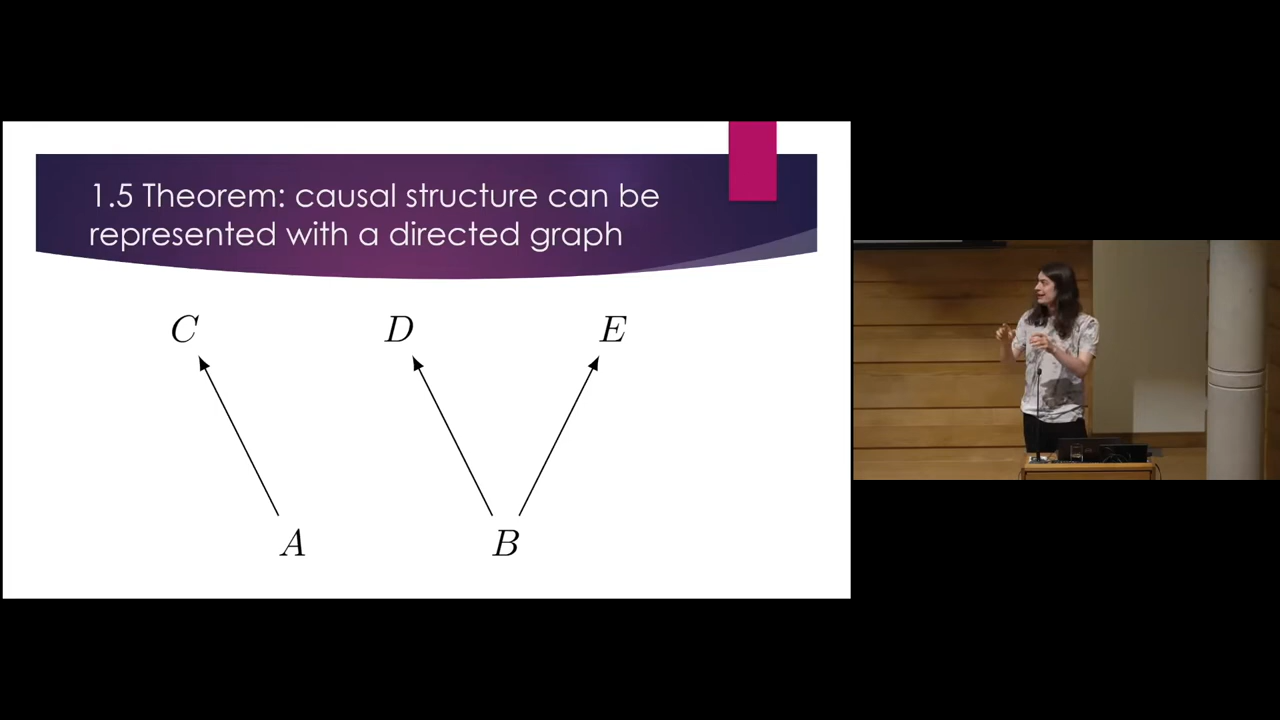 1.5 Theorem: causal structure can be
represented with a directed graph
C D E
A B